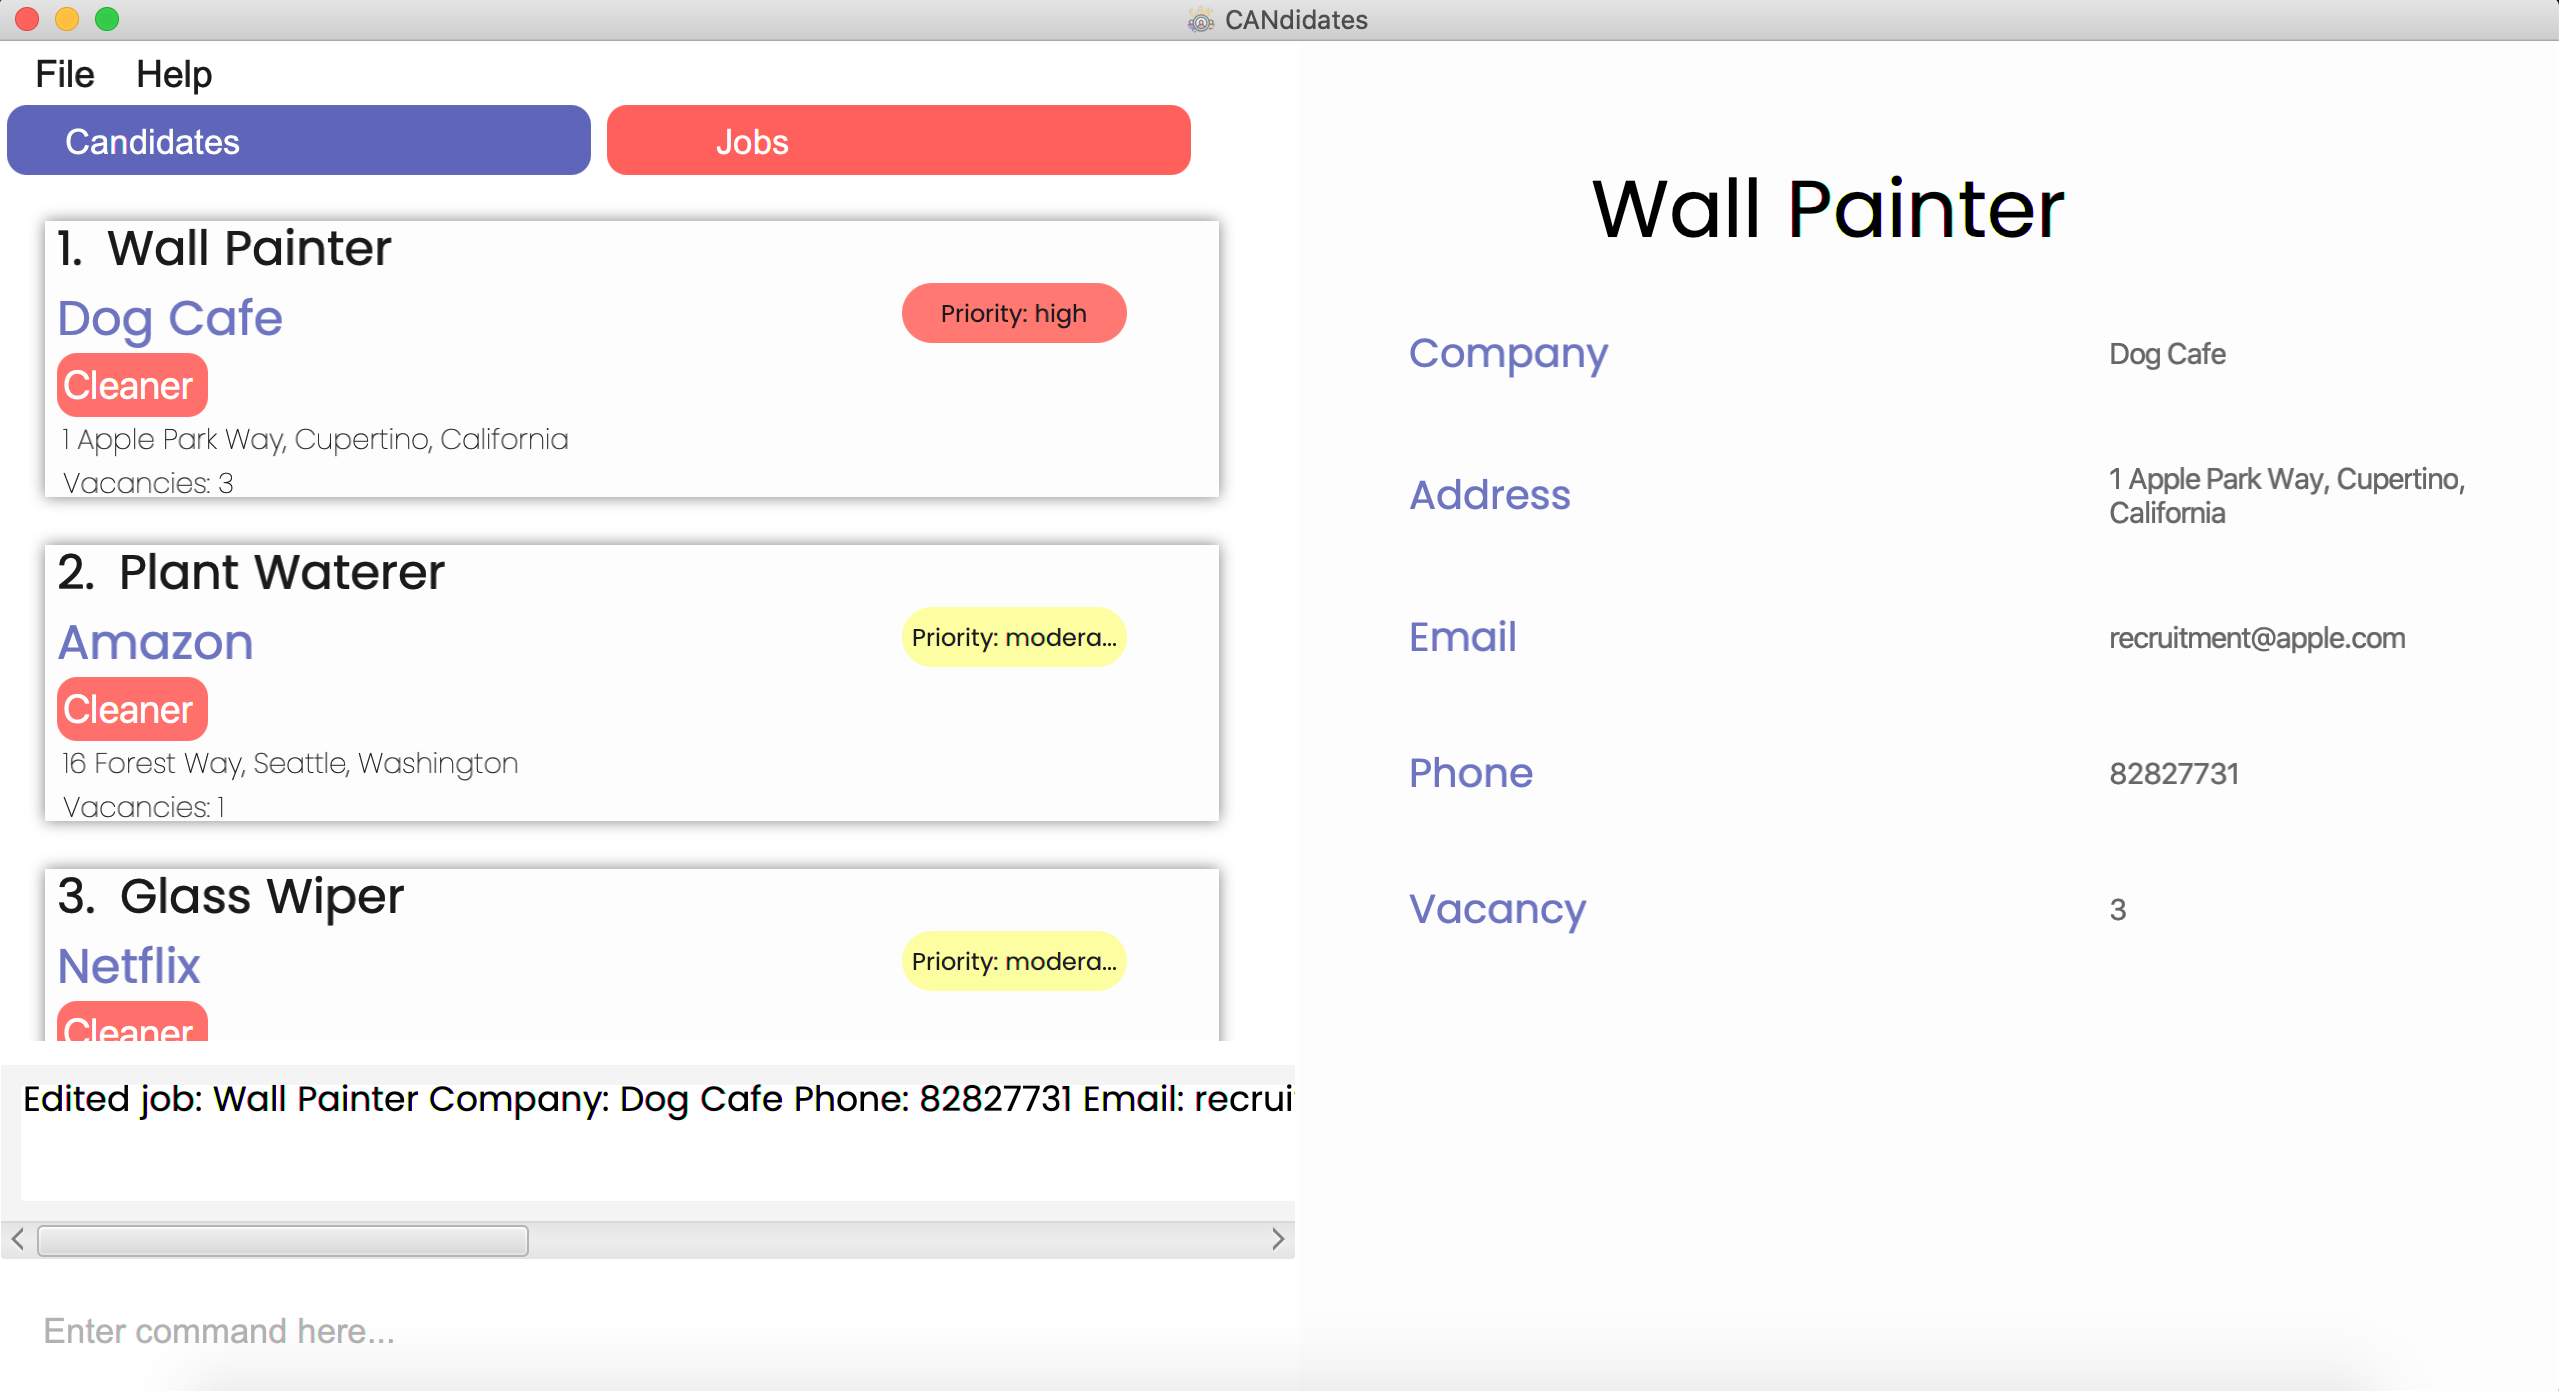 CANdidates
File Help
Candidates Jobs
1. Wall Painter
Dog Cafe
Priority: high
Cleaner
1 Apple Park Way, Cupertino, California
Vacancies: 3
2. Plant Waterer
Amazon
Priority: modera...
Cleaner
16 Forest Way, Seattle, Washington
Vacancies: 1
3. Glass Wiper
Netflix
Priority: modera...
Cleaner
Edited job: Wall Painter Company: Dog Cafe Phone: 82827731 Email: recrui
Enter command here...
Wall Painter
Company Dog Cafe
Address 1 Apple Park Way, Cupertino,
California
Email recruitment@apple.com
Phone 82827731
Vacancy 3